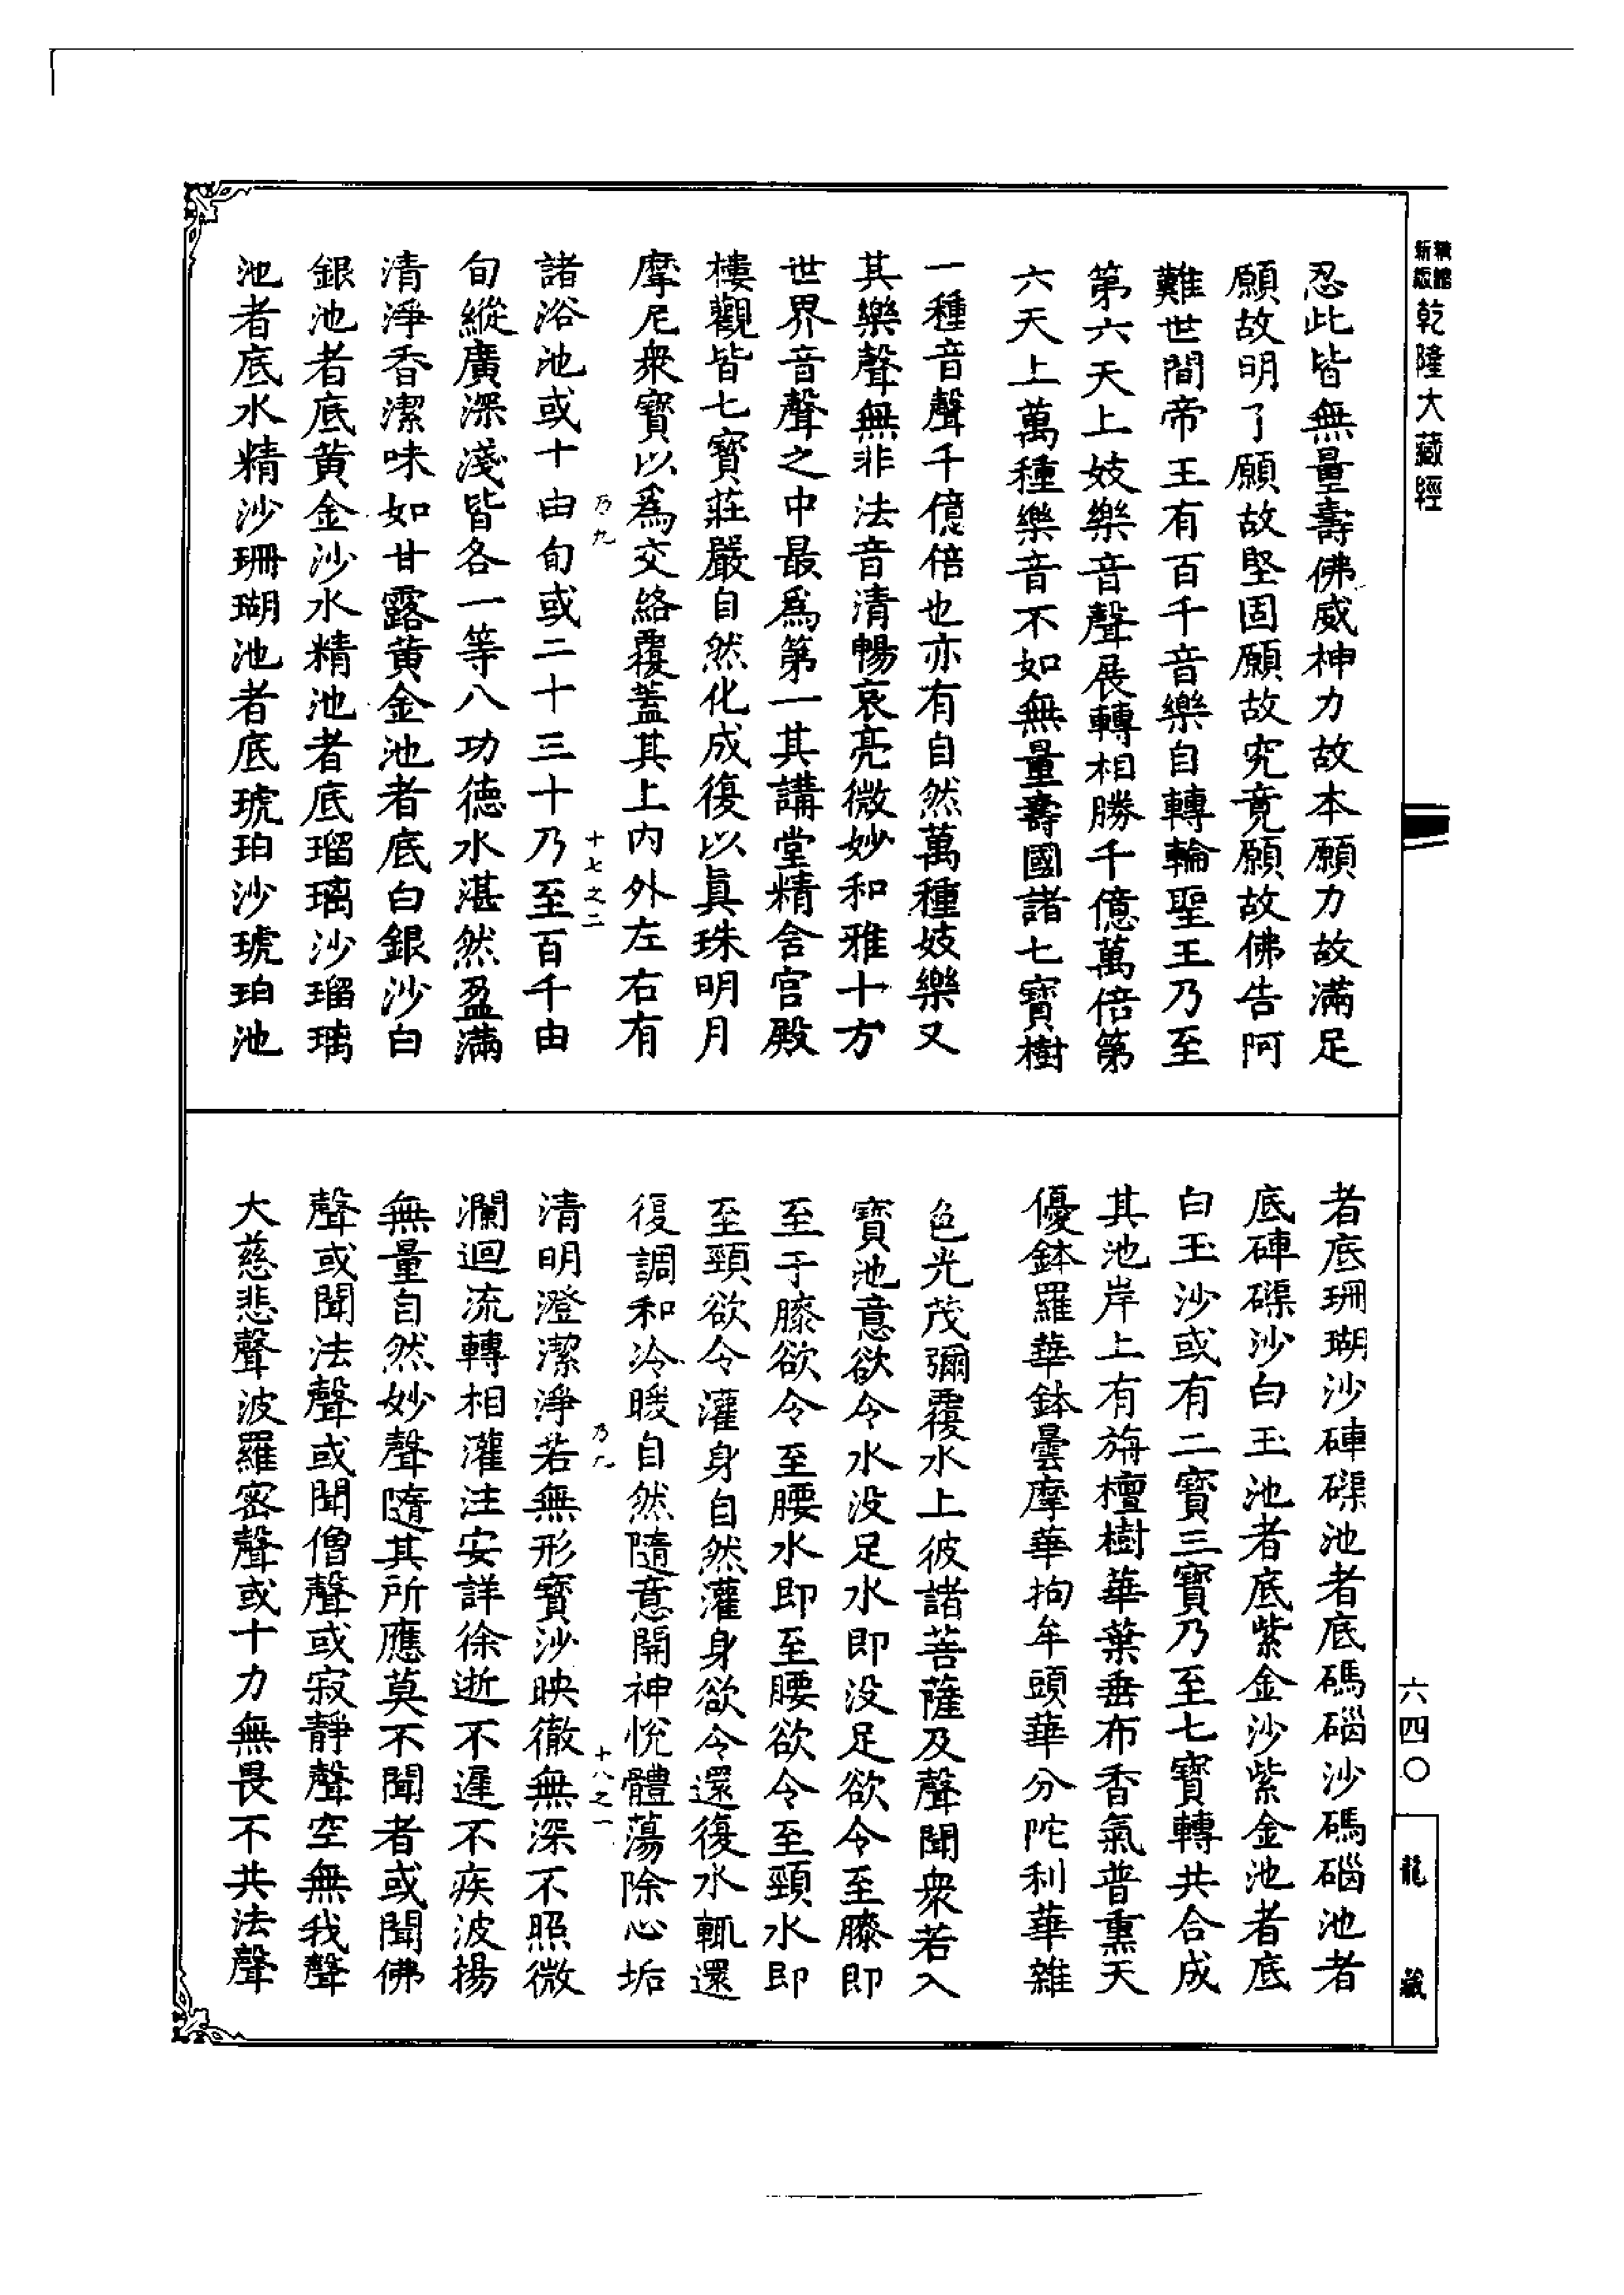 新版
精繕
乾隆大藏經
忍此皆無量壽佛威神力故本願力故滿足
願故明了願故堅固願故究竟願故佛告阿
難世間帝王有百千音樂自轉輪聖王乃至
第六天上妓樂音聲展轉相勝千億萬倍第
六天上萬種樂音不如無量壽國諸七寶樹
一種音聲千億倍也亦有自然萬種妓樂又
其樂聲無非法音清暢哀亮微妙和雅十方
世界音聲之中最爲第一其講堂精舍宮殿
樓觀皆七寶莊嚴自然化成復以眞珠明月
摩尼衆寶以爲交絡覆蓋其上內外左右有
乃九
十七之二
諸浴池或十由旬或二十三十乃至百千由
旬縱廣深淺皆各一等八功德水湛然盈滿
清淨香潔味如甘露黃金池者底白銀沙白
銀池者底黃金沙水精池者底瑠璃沙瑠璃
池者底水精沙珊瑚池者底琥珀沙琥珀池
者底珊瑚沙硨磲池者底碼碯沙碼碯池者
底硨磲沙白玉池者底紫金沙紫金池者底
白玉沙或有二寶三寶乃至七寶轉共合成
其池岸上有旃檀樹華葉垂布香氣普熏天
優鉢羅華鉢曇摩華拘牟頭華分陀利華雜
色光茂彌覆水上彼諸菩薩及聲聞衆若入
寶池意欲令水没足水即没足欲令至膝即
至于膝欲令至腰水即至腰欲令至頸水即
至頸欲令灌身自然灌身欲令還復水輒還
復調和冷暖自然隨意開神悅體蕩除心垢
乃九
十八之一
清明澄潔淨若無形寶沙映徹無深不照微
瀾迴流轉相灌注安詳徐逝不遲不疾波揚
無量自然妙聲隨其所應莫不聞者或聞佛
聲或聞法聲或聞僧聲或寂靜聲空無我聲
大慈悲聲波羅密聲或十力無畏不共法聲
六四〇
龍藏